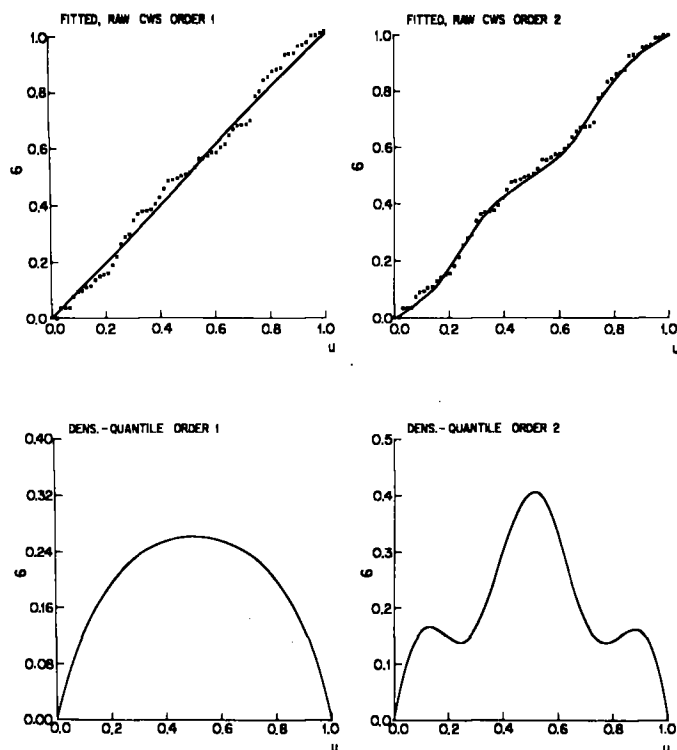 FITTED, RAW CWS ORDER 1
1.0
0.8
0.6
G
0.4
0.2
0.0
0.0 0.2 0.4 0.6 0.8 1.0
u
FITTED, RAW CWS ORDER 2
1.0
0.8
0.6
G
0.4
0.2
0.0
0.0 0.2 0.4 0.6 0.8 1.0
u
DENS.-QUANTILE ORDER 1
0.40
0.32
0.24
G
0.16
0.08
0.00
0.0 0.2 0.4 0.6 0.8 1.0
u
DENS.-QUANTILE ORDER 2
0.5
0.4
0.3
G
0.2
0.1
0.0
0.0 0.2 0.4 0.6 0.8 1.0
u